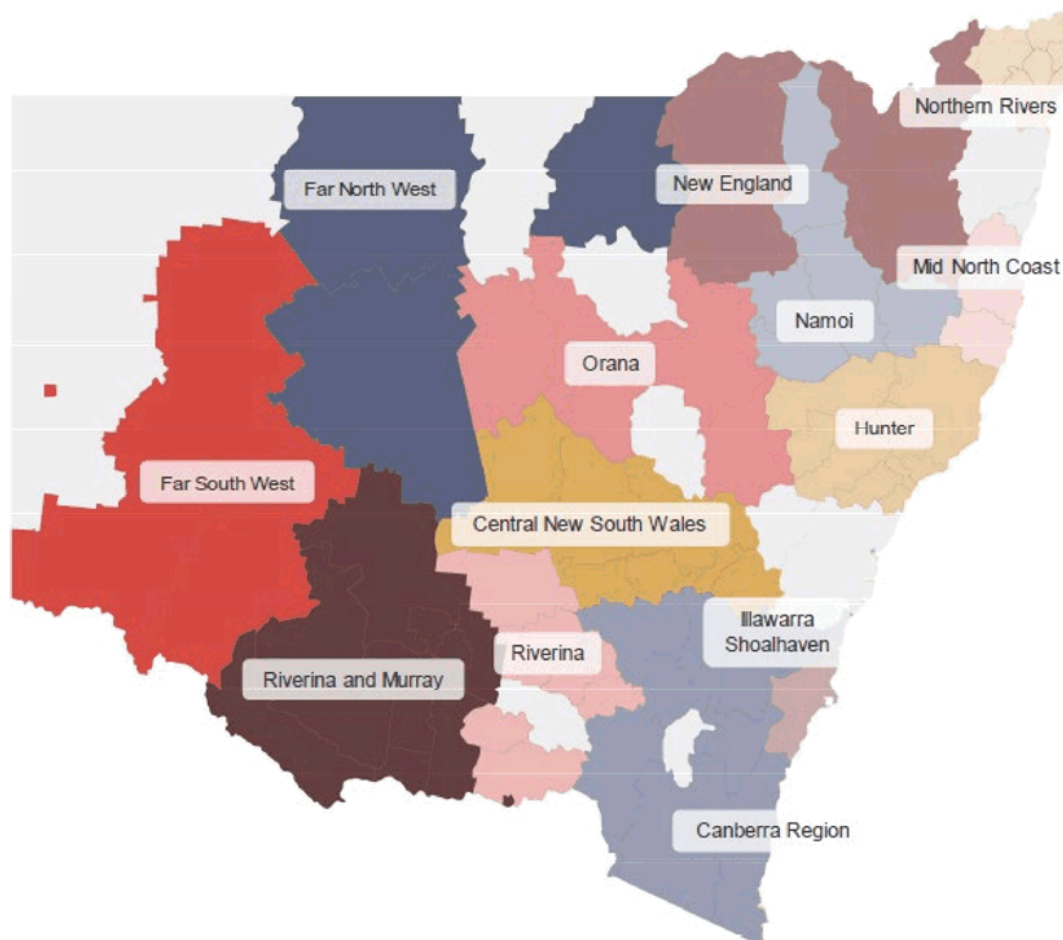 Northern Rivers
New England
Far North West
Mid North Coast
Namoi
Orana
Hunter
Far South West
Central New South Wales
Illawarra
Shoalhaven
Riverina
Riverina and Murray
Canberra Region